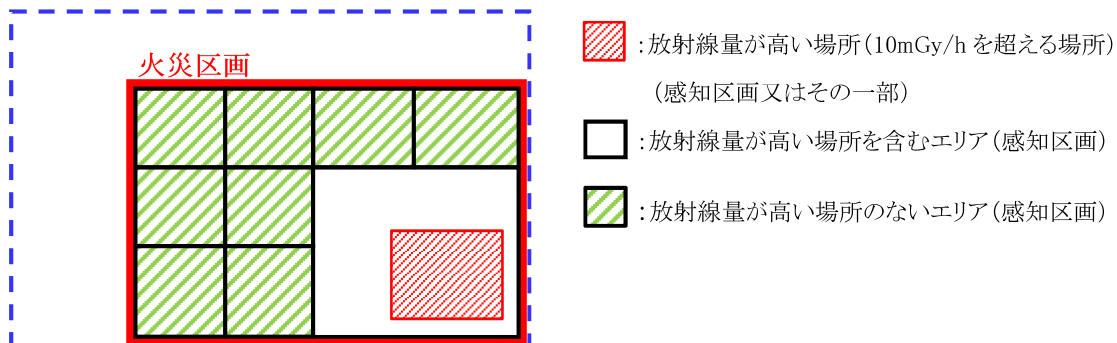 火災区画
:放射線量が高い場所(10mGy/h を超える場所)
(感知区画又はその一部)
:放射線量が高い場所を含むエリア(感知区画)
:放射線量が高い場所のないエリア(感知区画)